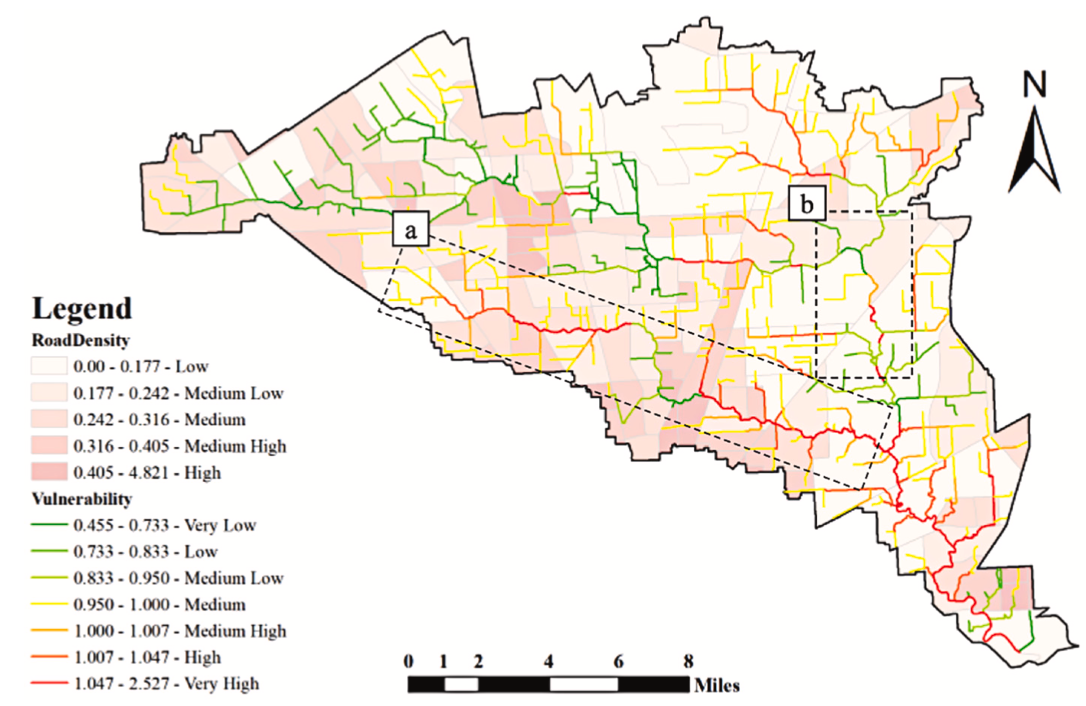 N
b
a
Legend
RoadDensity
0.00 - 0.177 - Low
0.177 - 0.242 - Medium Low
0.242 - 0.316 - Medium
0.316 - 0.405 - Medium High
0.405 - 4.821 - High
Vulnerability
0.455 - 0.733 - Very Low
0.733 - 0.833 - Low
0.833 - 0.950 - Medium Low
0.950 - 1.000 - Medium
1.000 - 1.007 - Medium High
1.007 - 1.047 - High
1.047 - 2.527 - Very High
0 1 2 4 6 8
Miles